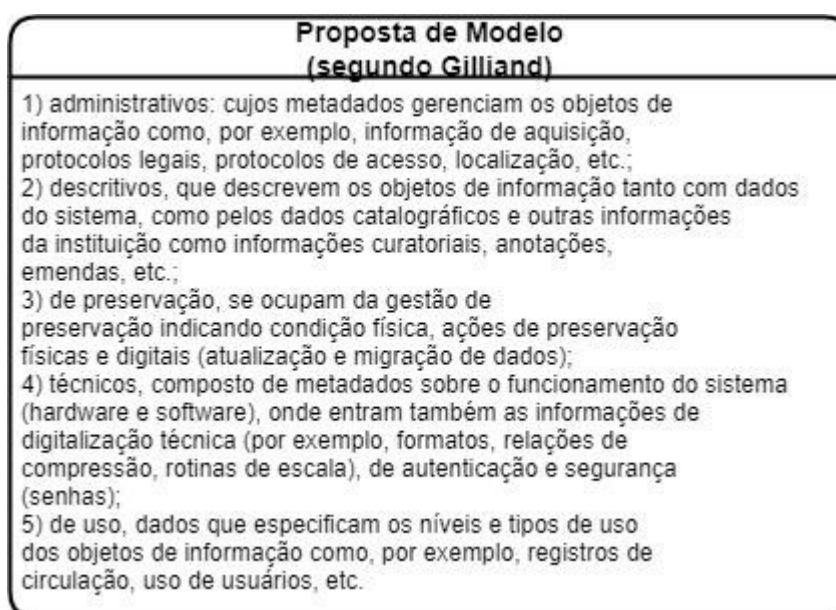 Proposta de Modelo
(segundo Gilliand)
1) administrativos: cujos metadados gerenciam os objetos de
informação como, por exemplo, informação de aquisição,
protocolos legais, protocolos de acesso, localização, etc.;
2) descritivos, que descrevem os objetos de informação tanto com dados
do sistema, como pelos dados catalográficos e outras informações
da instituição como informações curatoriais, anotações,
emendas, etc.;
3) de preservação, se ocupam da gestão de
preservação indicando condição física, ações de preservação
físicas e digitais (atualização e migração de dados);
4) técnicos, composto de metadados sobre o funcionamento do sistema
(hardware e software), onde entram também as informações de
digitalização técnica (por exemplo, formatos, relações de
compressão, rotinas de escala), de autenticação e segurança
(senhas);
5) de uso, dados que especificam os níveis e tipos de uso
dos objetos de informação como, por exemplo, registros de
circulação, uso de usuários, etc.